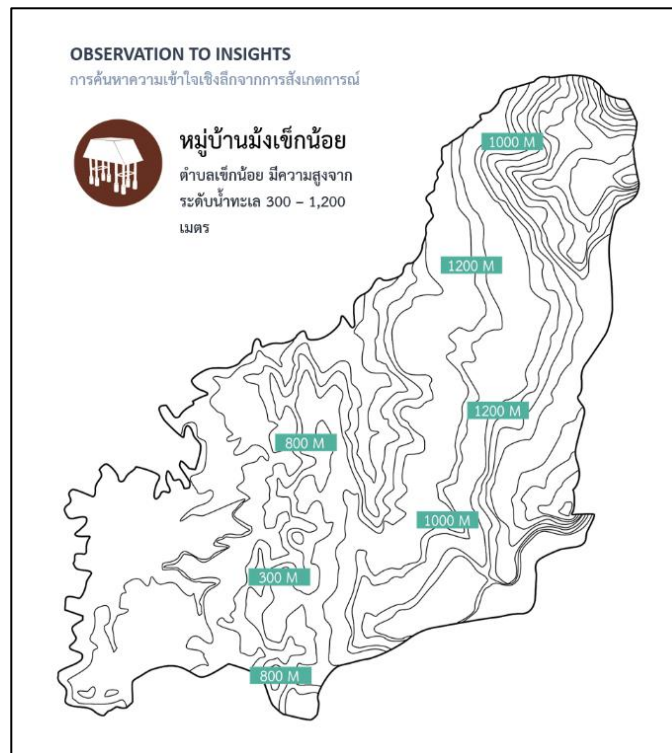 OBSERVATION TO INSIGHTS
การค้นหาความเข้าใจเชิงลึกจากการสังเกตการณ์
หมู่บ้านม้งเข็กน้อย
ตำบลเข็กน้อย มีความสูงจาก
ระดับน้ำทะเล 300 – 1,200
เมตร
1000 M
1200 M
1200 M
800 M
1000 M
300 M
800 M